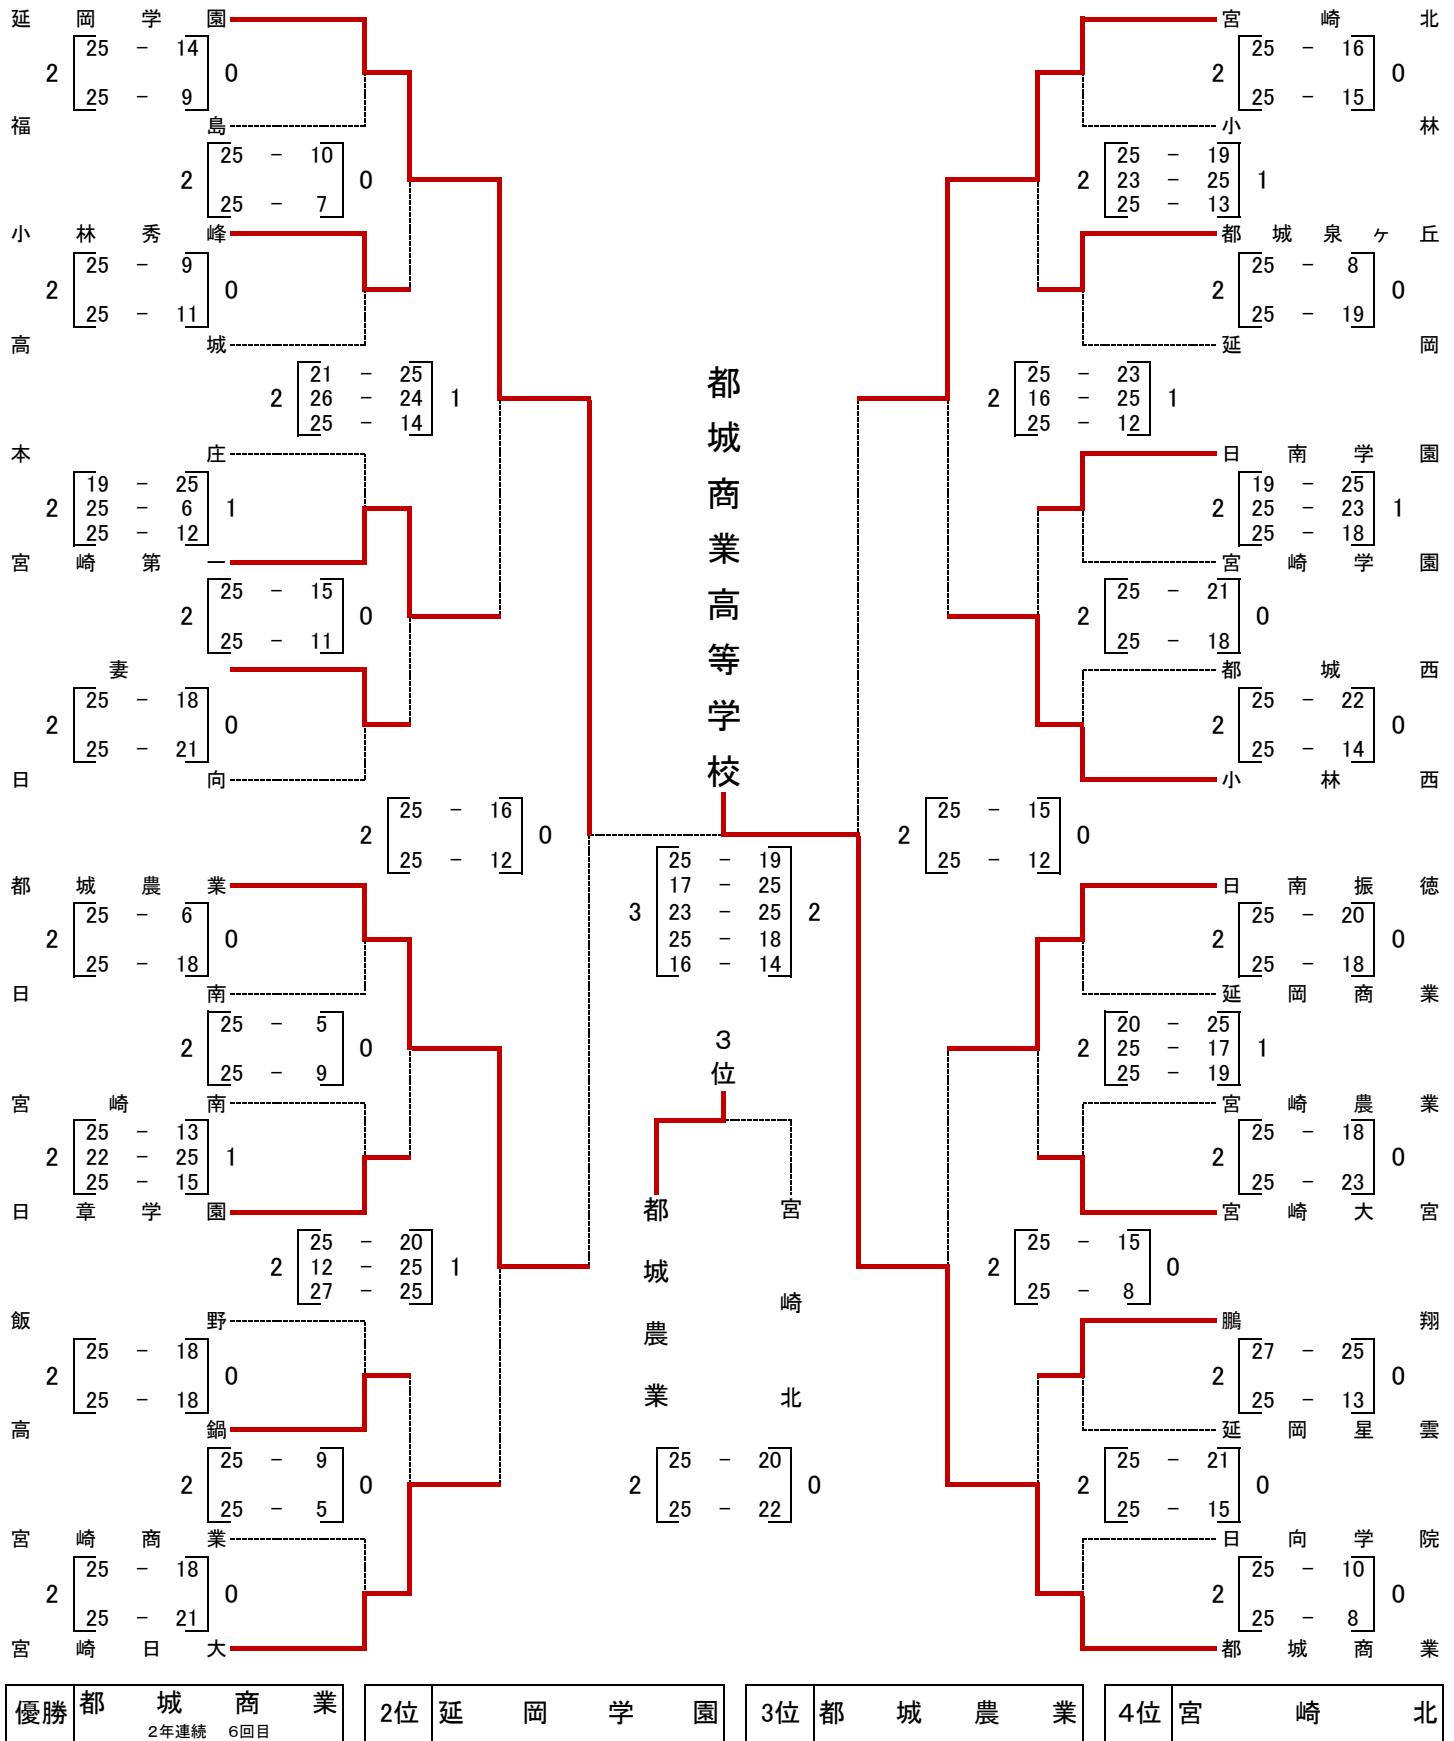 延岡学園
25 - 14
2 0
25 - 9
福島
25 - 10
2 0
25 - 7
小林秀峰
25 - 9
2 0
25 - 11
高城
21 - 25
2 26 - 24 1
25 - 14
本庄
19 - 25
2 25 - 6 1
25 - 12
宮崎第一
25 - 15
2 0
25 - 11
妻
25 - 18
2 0
25 - 21
日向
25 - 16
2 0
25 - 12
都城農業
25 - 6
2 0
25 - 18
日南
25 - 5
2 0
25 - 9
宮崎南
25 - 13
2 22 - 25 1
25 - 15
日章学園
25 - 20
2 12 - 25 1
27 - 25
飯野
25 - 18
2 0
25 - 18
高鍋
25 - 9
2 0
25 - 5
宮崎商業
25 - 18
2 0
25 - 21
宮崎日大
都城商業高等学校
25 - 19
17 - 25
3 23 - 25 2
25 - 18
16 - 14
3位
都城農業
宮崎北
25 - 20
2 0
25 - 22
宮崎北
25 - 16
2 0
25 - 15
小林
25 - 19
2 23 - 25 1
25 - 13
都城泉ヶ丘
25 - 8
2 0
25 - 19
延岡
25 - 23
2 16 - 25 1
25 - 12
日南学園
19 - 25
2 25 - 23 1
25 - 18
宮崎学園
25 - 21
2 0
25 - 18
都城西
25 - 22
2 0
25 - 14
小林西
25 - 15
2 0
25 - 12
日南振徳
25 - 20
2 0
25 - 18
延岡商業
20 - 25
2 25 - 17 1
25 - 19
宮崎農業
25 - 18
2 0
25 - 23
宮崎大宮
25 - 15
2 0
25 - 8
鵬翔
27 - 25
2 0
25 - 13
延岡星雲
25 - 21
2 0
25 - 15
日向学院
25 - 10
2 0
25 - 8
都城商業
優勝 都城商業
2年連続 6回目
2位 延岡学園
3位 都城農業
4位 宮崎北